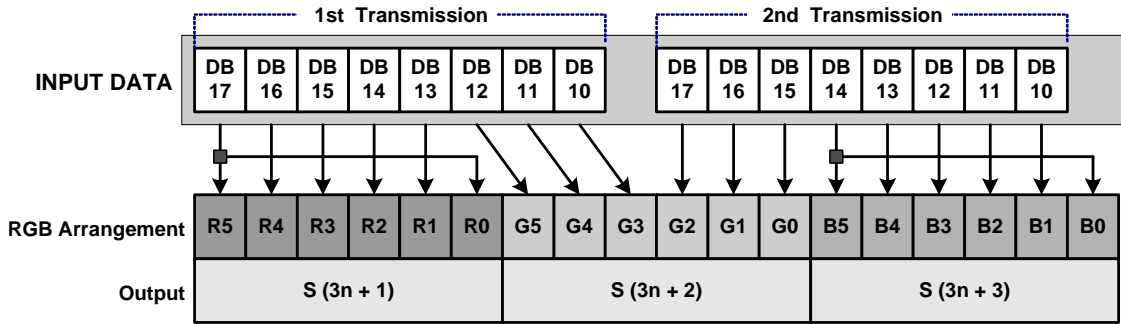 1st Transmission 2nd Transmission
INPUT DATA
DB 17 DB 16 DB 15 DB 14 DB 13 DB 12 DB 11 DB 10 DB 17 DB 16 DB 15 DB 14 DB 13 DB 12 DB 11 DB 10
RGB Arrangement R5 R4 R3 R2 R1 R0 G5 G4 G3 G2 G1 G0 B5 B4 B3 B2 B1 B0
Output S (3n + 1) S (3n + 2) S (3n + 3)